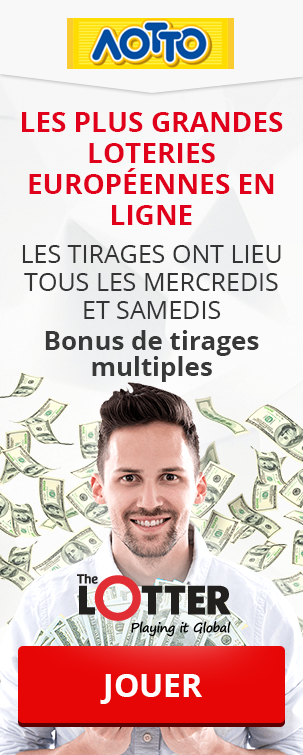 ΛΟΤΤΟ
LES PLUS GRANDES
LOTERIES
EUROPÉENNES EN
LIGNE
LES TIRAGES ONT LIEU
TOUS LES MERCREDIS
ET SAMEDIS
Bonus de tirages
multiples
The
LOTTER
Playing it Global
JOUER